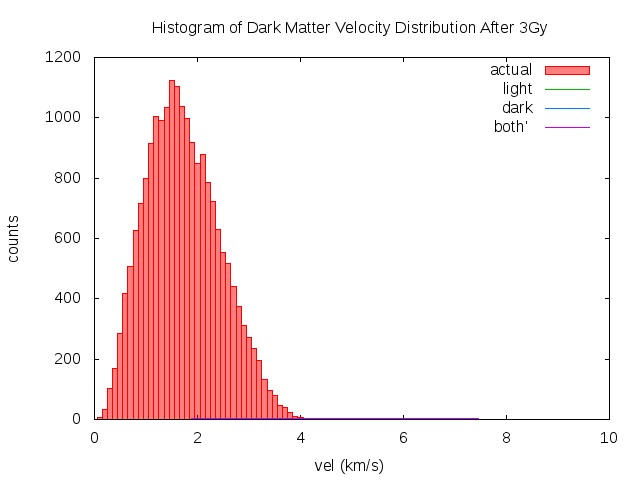 Histogram of Dark Matter Velocity Distribution After 3Gy
1200
1000
800
600
400
200
0
counts
actual
light
dark
both'
0 2 4 6 8 10
vel (km/s)